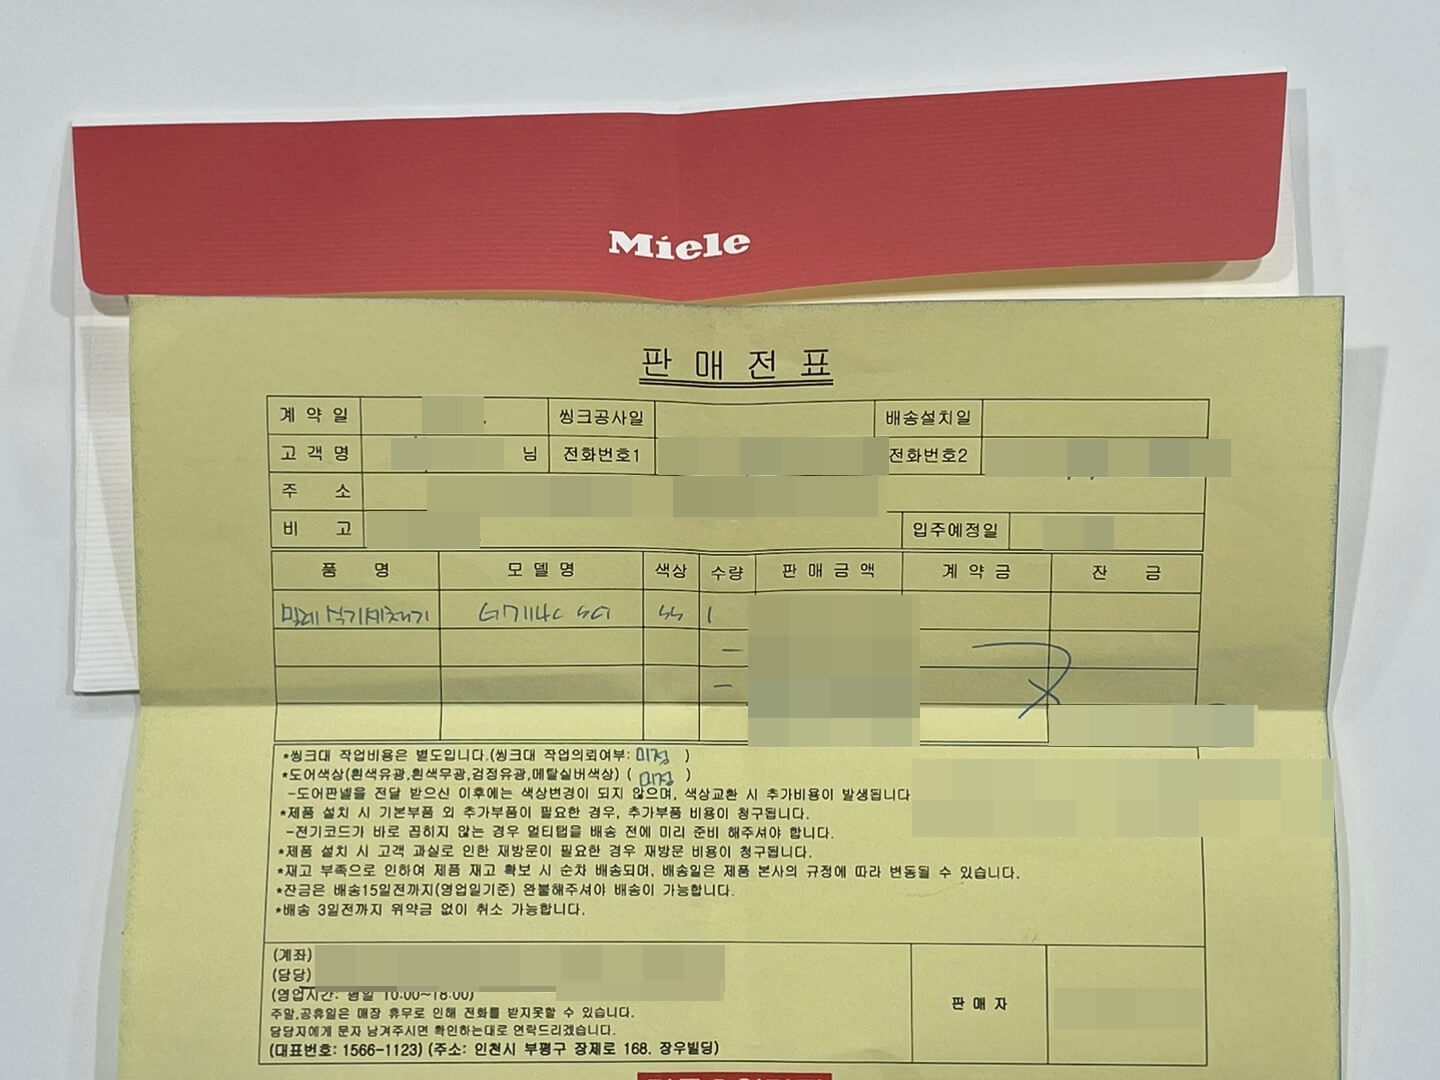 Miele
판 매 전 표
계 약 일 씽크공사일 배송설치일
고 객 명 님 전화번호1 전화번호2
주 소
비 고 입주예정일
품 명 모 델 명 색상 수량 판 매 금 액 계 약 금 잔 금
밀레 식기세척기 1
*씽크대 작업비용은 별도입니다.(씽크대 작업의뢰여부: 미정 )
*도어색상(흰색유광,흰색무광,검정유광,메탈실버색상) ( 미정 )
-도어판넬을 전달 받으신 이후에는 색상변경이 되지 않으며, 색상교환 시 추가비용이 발생됩니다
*제품 설치 시 기본부품 외 추가부품이 필요한 경우, 추가부품 비용이 청구됩니다.
-전기코드가 바로 꼽히지 않는 경우 멀티탭을 배송 전에 미리 준비 해주셔야 합니다.
*제품 설치 시 고객 과실로 인한 재방문이 필요한 경우 재방문 비용이 청구됩니다.
*재고 부족으로 인하여 제품 재고 확보 시 순차 배송되며, 배송일은 제품 본사의 규정에 따라 변동될 수 있습니다.
*잔금은 배송15일전까지(영업일기준) 완불해주셔야 배송이 가능합니다.
*배송 3일전까지 위약금 없이 취소 가능합니다.
(계좌)
(담당)
(영업시간: 평일 10:00~18:00)
주말,공휴일은 매장 휴무로 인해 전화를 받지못할 수 있습니다.
담당자에게 문자 남겨주시면 확인하는대로 연락드리겠습니다.
(대표번호: 1566-1123) (주소: 인천시 부평구 장제로 168. 장우빌딩)
판 매 자